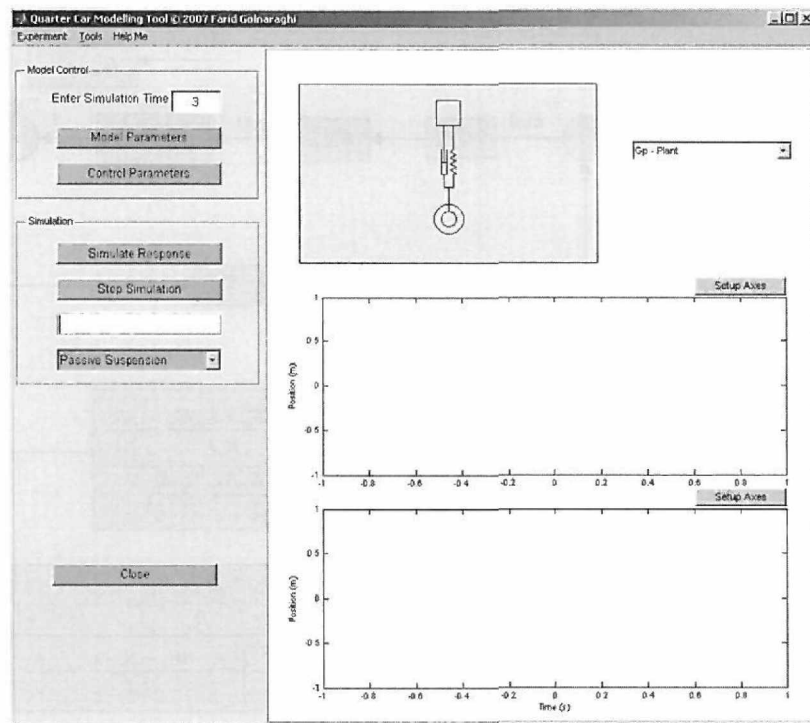 Quarter Car Modelling Tool © 2007 Farid Golnaraghi
Experiment Tools Help Me
Model Control
Enter Simulation Time 3
Model Parameters
Control Parameters
Simulation
Simulate Response
Stop Simulation
Passive Suspension
Close
Gp - Plant
Setup Axes
1
0.5
0
-0.5
-1
Position (m)
-1 -0.8 -0.6 -0.4 -0.2 0 0.2 0.4 0.6 0.8 1
Setup Axes
1
0.5
0
-0.5
-1
Position (m)
-1 -0.8 -0.6 -0.4 -0.2 0 0.2 0.4 0.6 0.8 1
Time (s)